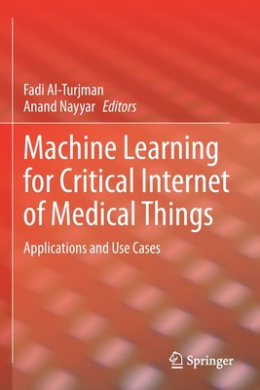 Fadi Al-Turjman
Anand Nayyar Editors
Machine Learning
for Critical Internet
of Medical Things
Applications and Use Cases
Springer